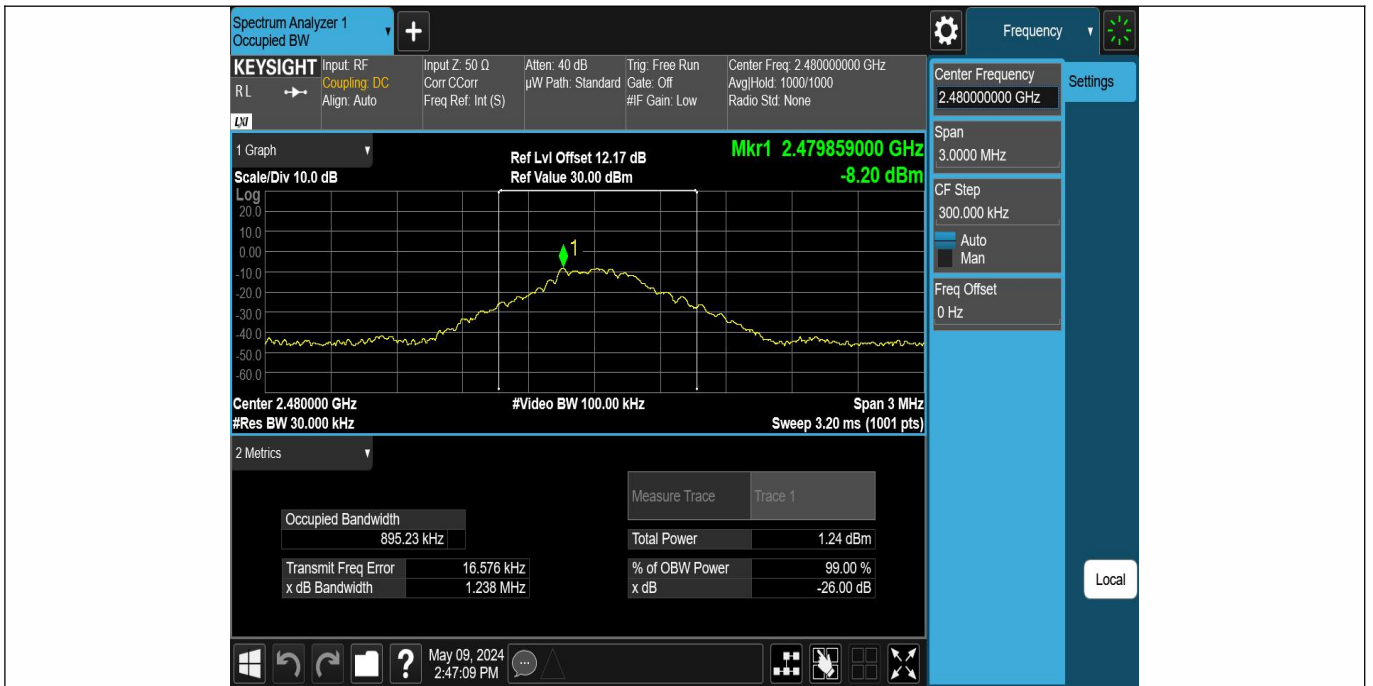 Spectrum Analyzer 1
Occupied BW
+
Frequency
KEYSIGHT
RL
LXI
Input: RF
Coupling: DC
Align: Auto
Input Z: 50 Ω
Corr CCorr
Freq Ref: Int (S)
Atten: 40 dB
µW Path: Standard
Trig: Free Run
Gate: Off
#IF Gain: Low
Center Freq: 2.480000000 GHz
Avg|Hold: 1000/1000
Radio Std: None
Center Frequency
2.480000000 GHz
Settings
Span
3.0000 MHz
CF Step
300.000 kHz
Auto
Man
Freq Offset
0 Hz
Local
1 Graph
Scale/Div 10.0 dB
Ref Lvl Offset 12.17 dB
Ref Value 30.00 dBm
Mkr1 2.479859000 GHz
-8.20 dBm
Log
20.0
10.0
0.00
-10.0
-20.0
-30.0
-40.0
-50.0
-60.0
1
Center 2.480000 GHz
#Video BW 100.00 kHz
Span 3 MHz
#Res BW 30.000 kHz
Sweep 3.20 ms (1001 pts)
2 Metrics
Measure Trace
Trace 1
Occupied Bandwidth
895.23 kHz
Total Power
1.24 dBm
Transmit Freq Error
16.576 kHz
% of OBW Power
99.00 %
x dB Bandwidth
1.238 MHz
x dB
-26.00 dB
?
May 09, 2024
2:47:09 PM